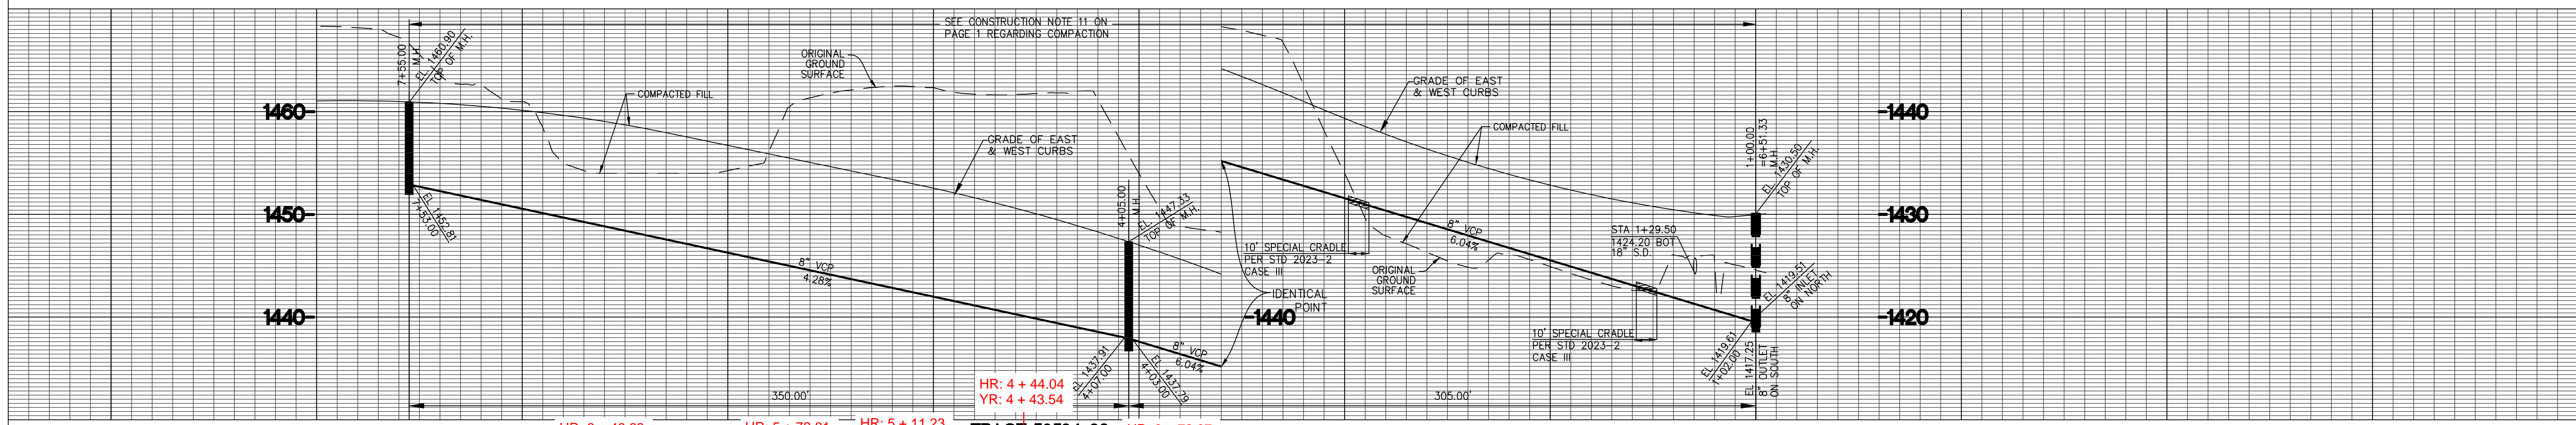 SEE CONSTRUCTION NOTE 11 ON
PAGE 1 REGARDING COMPACTION
7+55.00
M.H.
EL 1460.90
TOP OF M.H.
ORIGINAL
GROUND
SURFACE
COMPACTED FILL
1460
1450
1440
GRADE OF EAST
& WEST CURBS
EL 1452.81
7+53.00
8" VCP
4.28%
4+05.00
M.H.
EL 1447.33
TOP OF M.H.
EL 1437.91
4+07.00
EL 1437.79
4+03.00
8" VCP
6.04%
350.00'
HR: 4 + 44.04
YR: 4 + 43.54
10' SPECIAL CRADLE
PER STD 2023-2
CASE III
IDENTICAL
POINT
1440
GRADE OF EAST
& WEST CURBS
COMPACTED FILL
8" VCP
6.04%
ORIGINAL
GROUND
SURFACE
STA 1+29.50
1424.20 BOT
18" S.D.
10' SPECIAL CRADLE
PER STD 2023-2
CASE III
305.00'
1+00.00
=6+51.33
M.H.
EL 1430.50
TOP OF M.H.
EL 1419.51
8" INLET
ON NORTH
EL 1419.61
1+02.00
EL 1417.25
8" OUTLET
ON SOUTH
1440
1430
1420
HR: 5 + 11.23